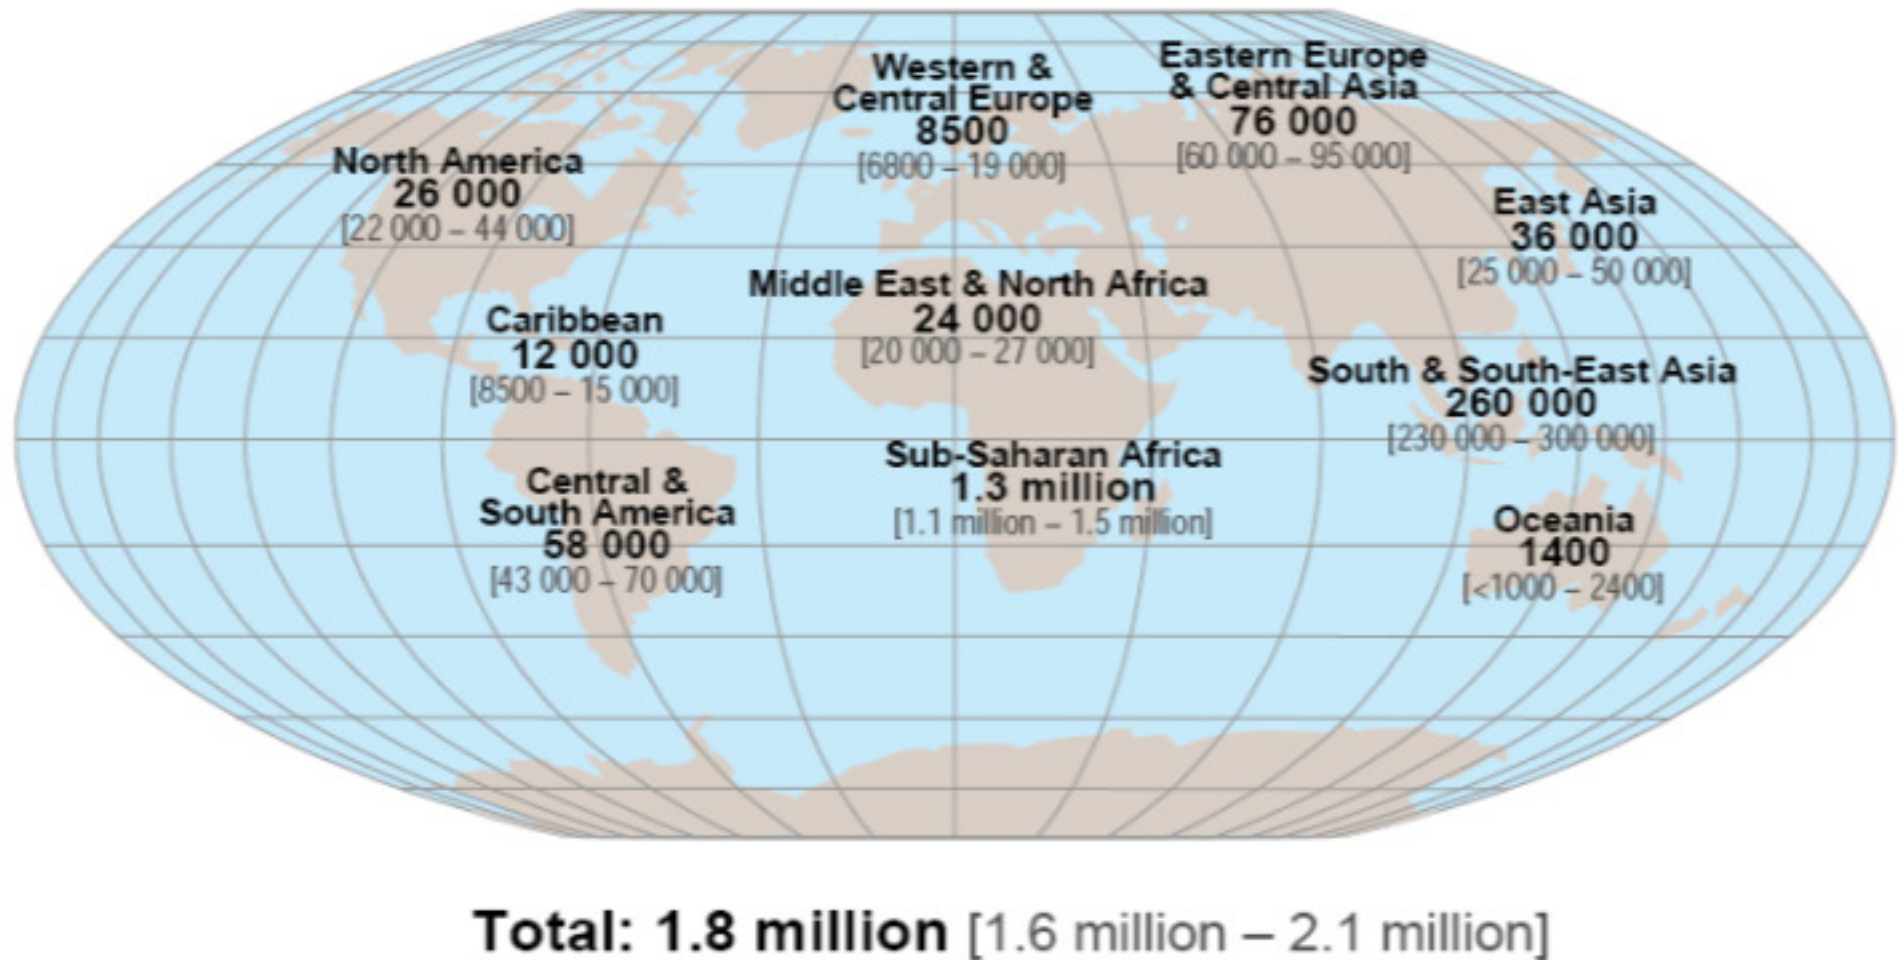 Western &
Central Europe
8500
[6800 – 19 000]
Eastern Europe
& Central Asia
76 000
[60 000 – 95 000]
North America
26 000
[22 000 – 44 000]
East Asia
36 000
[25 000 – 50 000]
Middle East & North Africa
24 000
[20 000 – 27 000]
Caribbean
12 000
[8500 – 15 000]
South & South-East Asia
260 000
[230 000 – 300 000]
Sub-Saharan Africa
1.3 million
[1.1 million – 1.5 million]
Central &
South America
58 000
[43 000 – 70 000]
Oceania
1400
[<1000 – 2400]
Total: 1.8 million [1.6 million – 2.1 million]